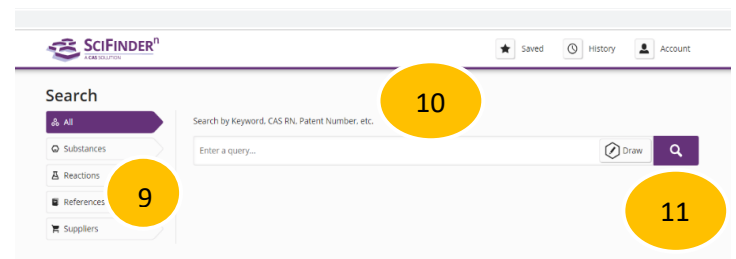 SCIFINDERⁿ
A CAS SOLUTION
Saved History Account
Search
All
Search by Keyword, CAS RN, Patent Number, etc.
Substances
Enter a query... Draw
Reactions
References
Suppliers
9
10
11